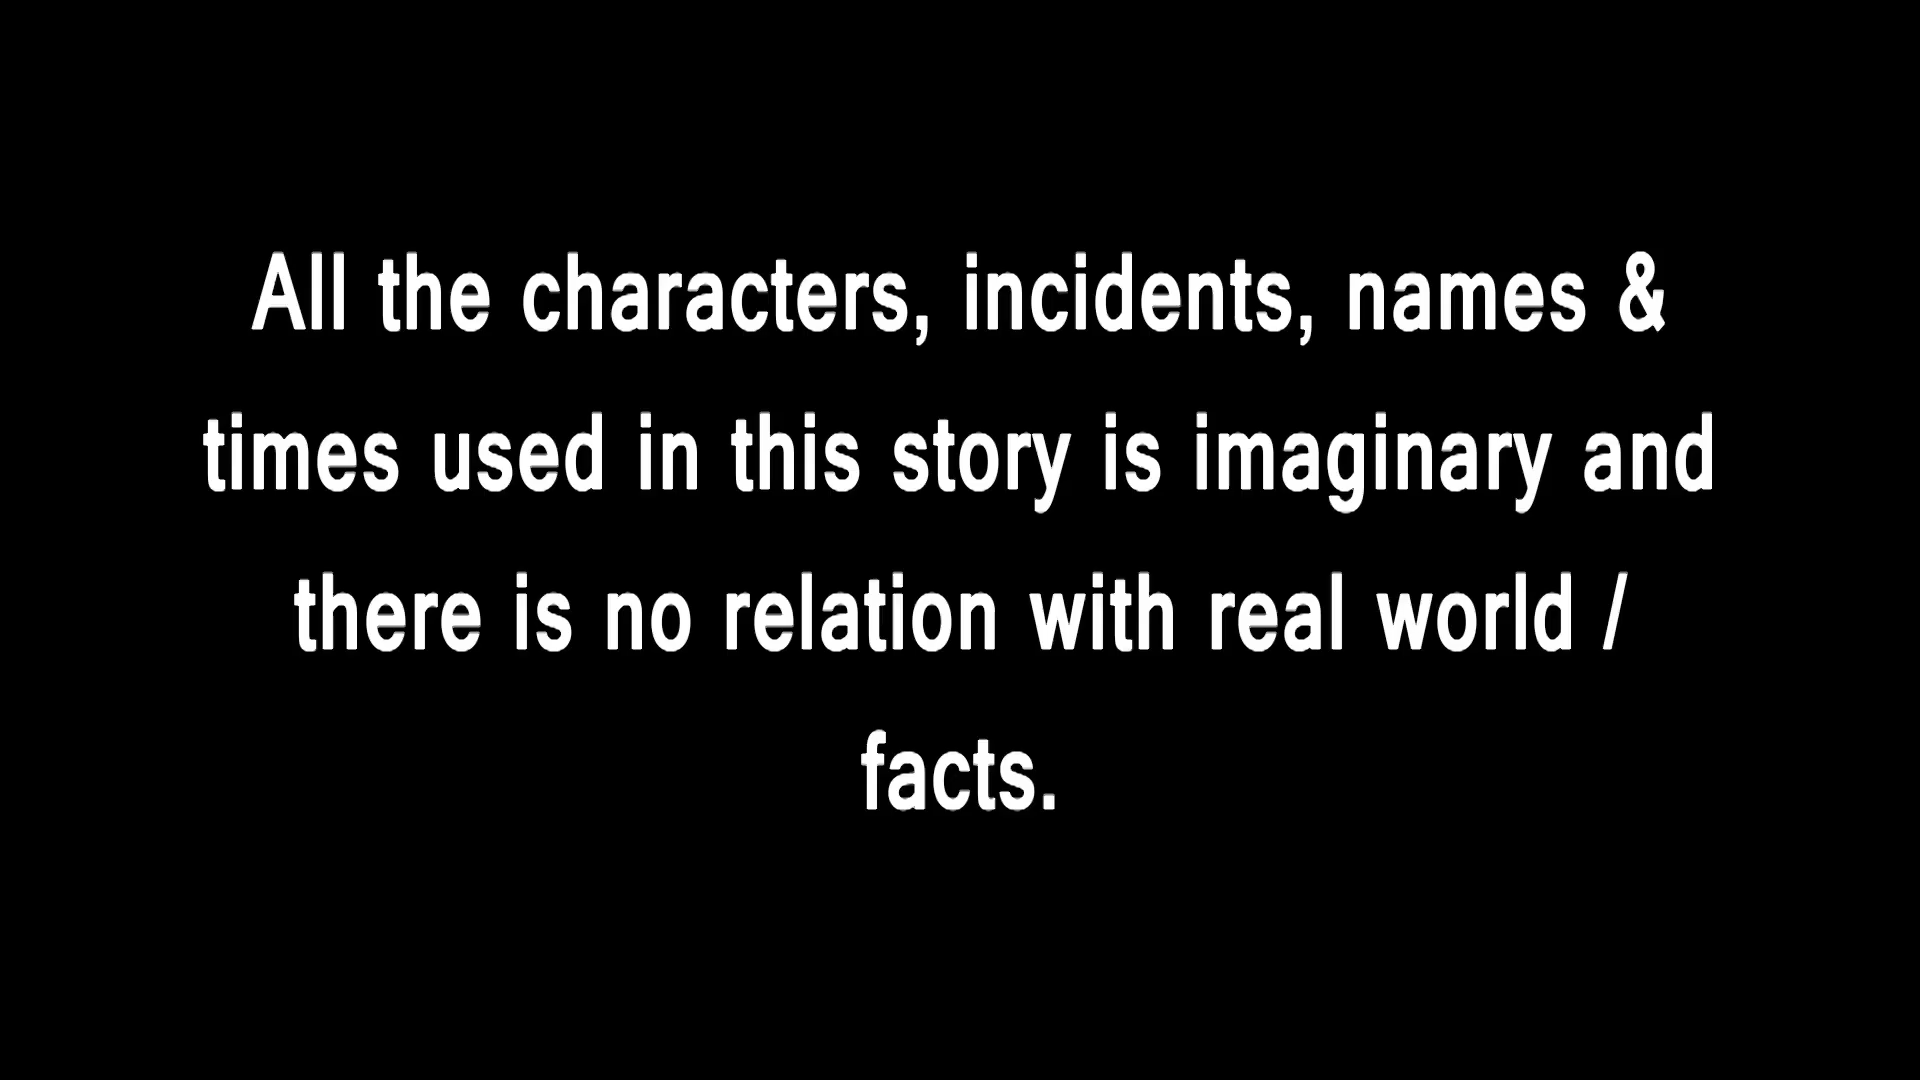 All the characters, incidents, names &
times used in this story is imaginary and
there is no relation with real world /
facts.